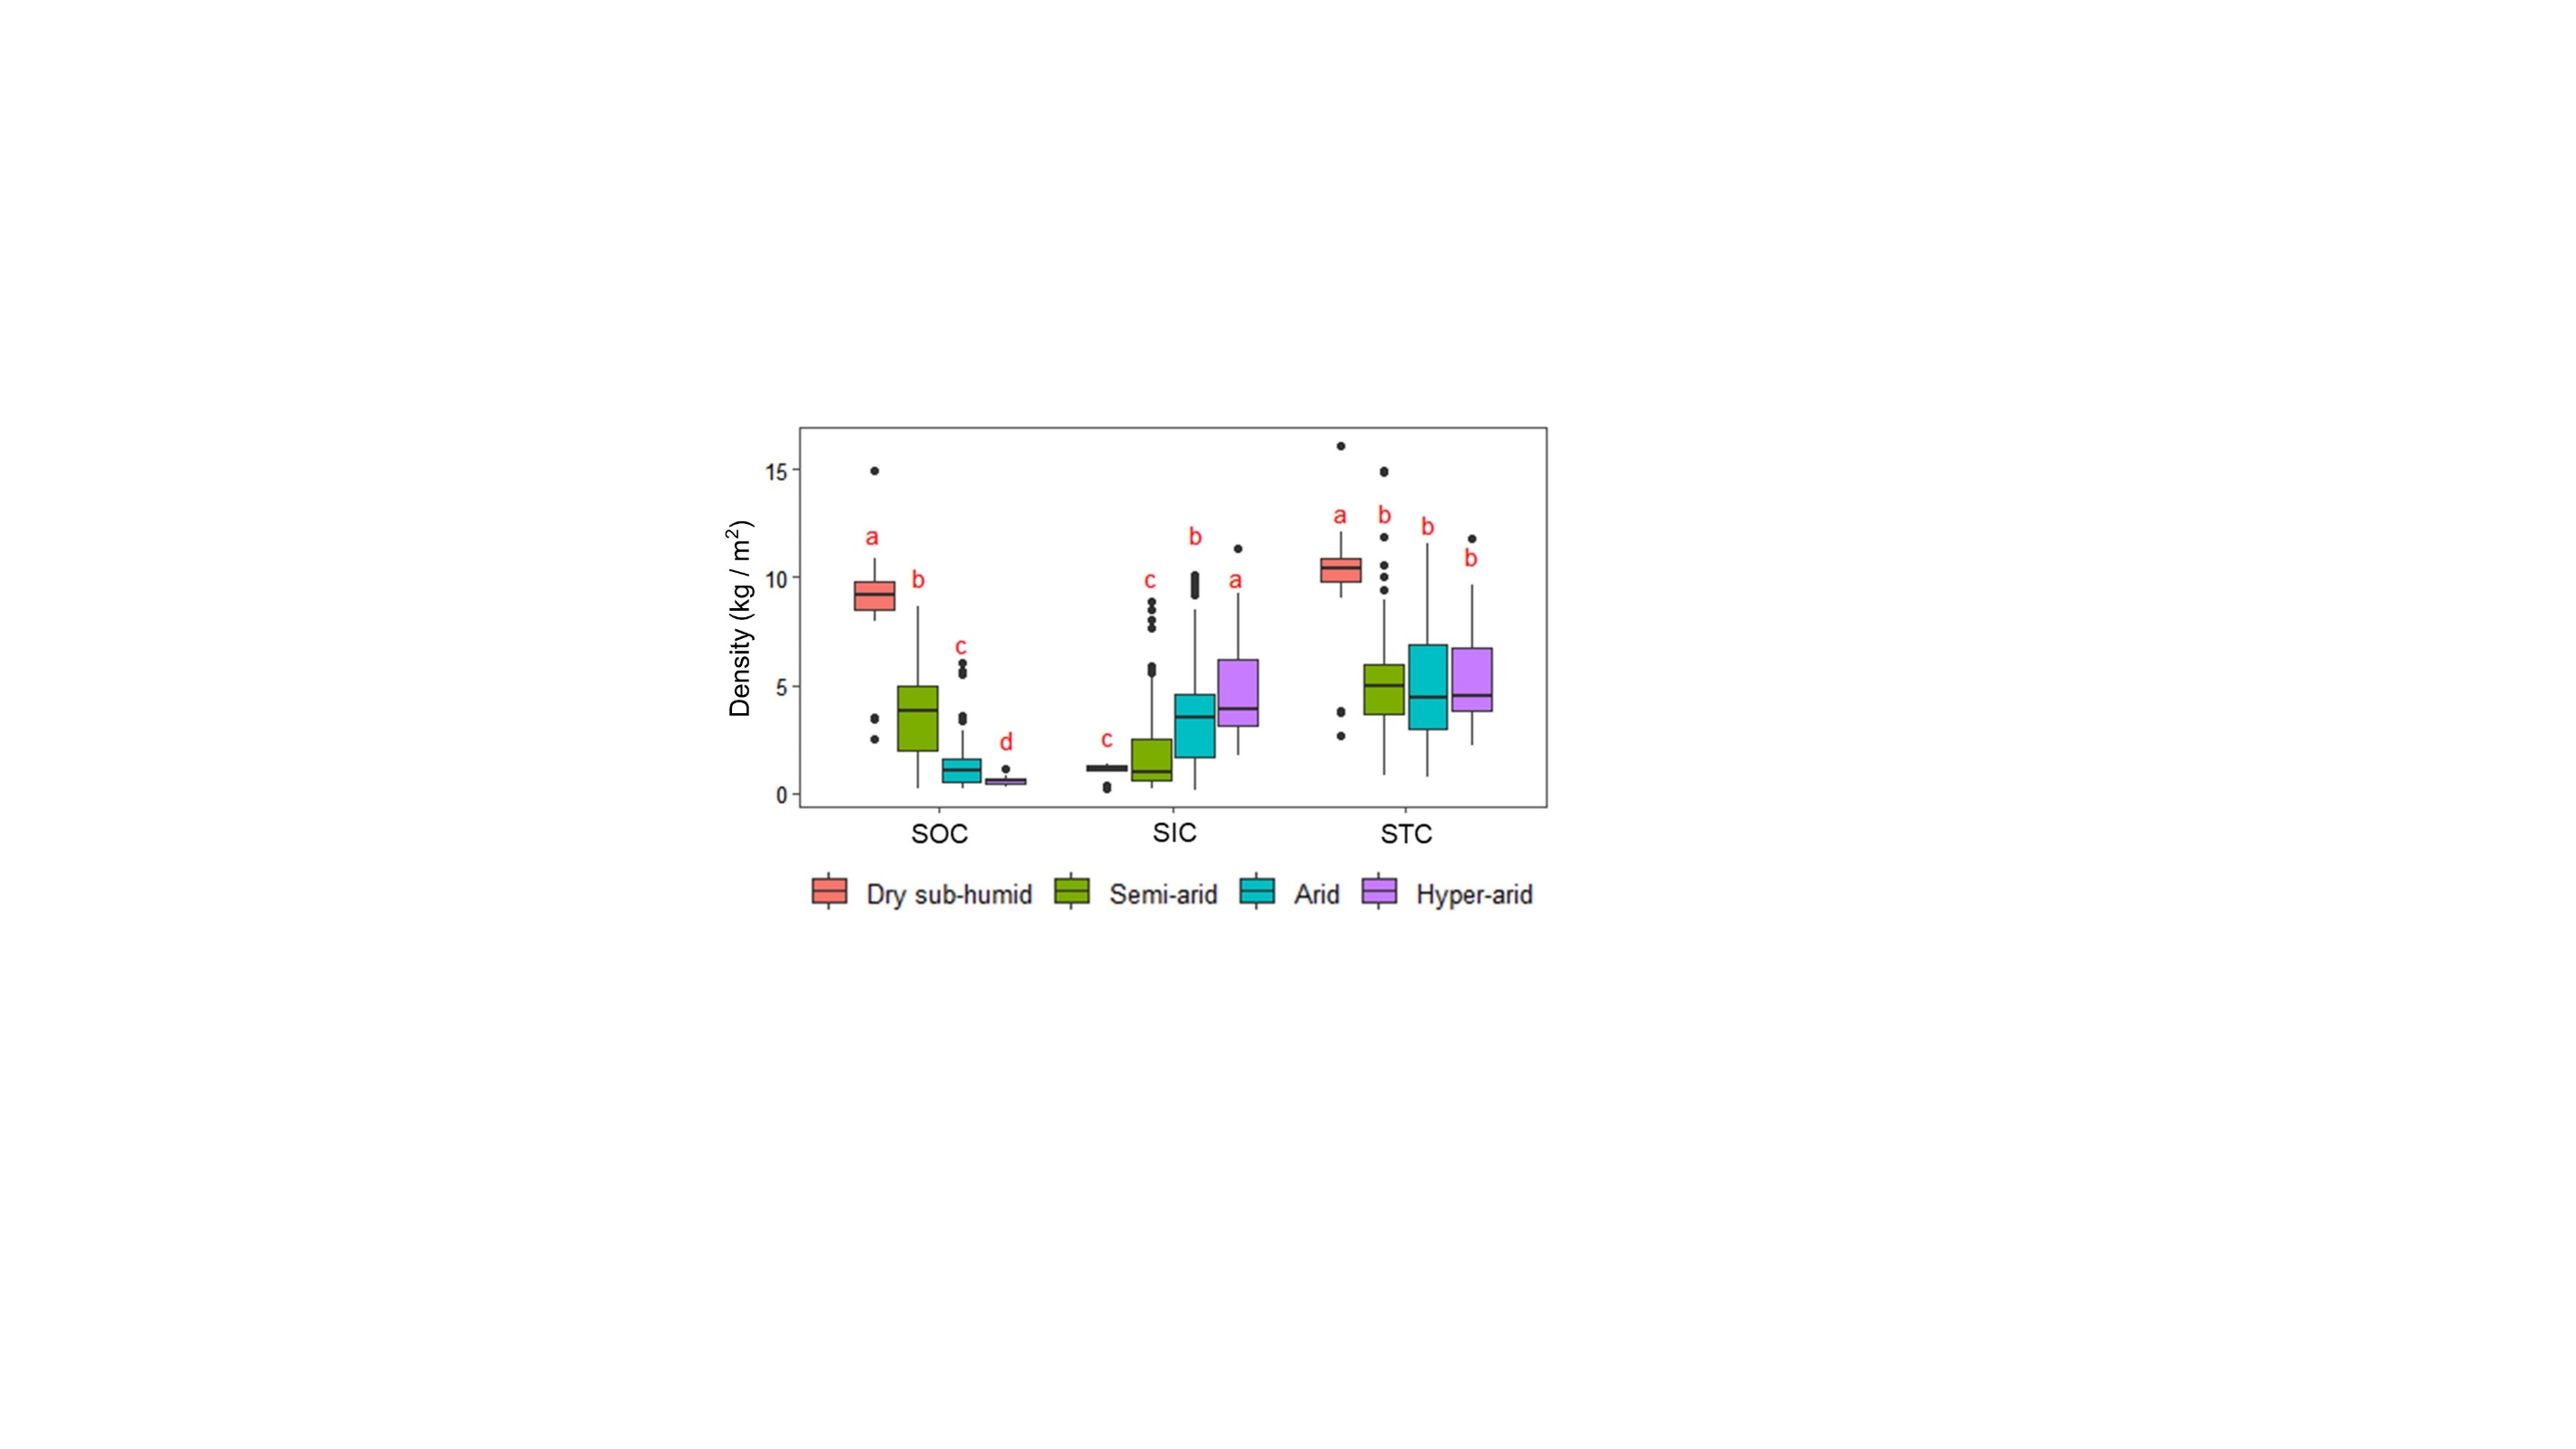 15
10
5
0
Density (kg / m²)
a
b
c
d
c
c
b
a
a
b
b
b
SOC
SIC
STC
Dry sub-humid
Semi-arid
Arid
Hyper-arid